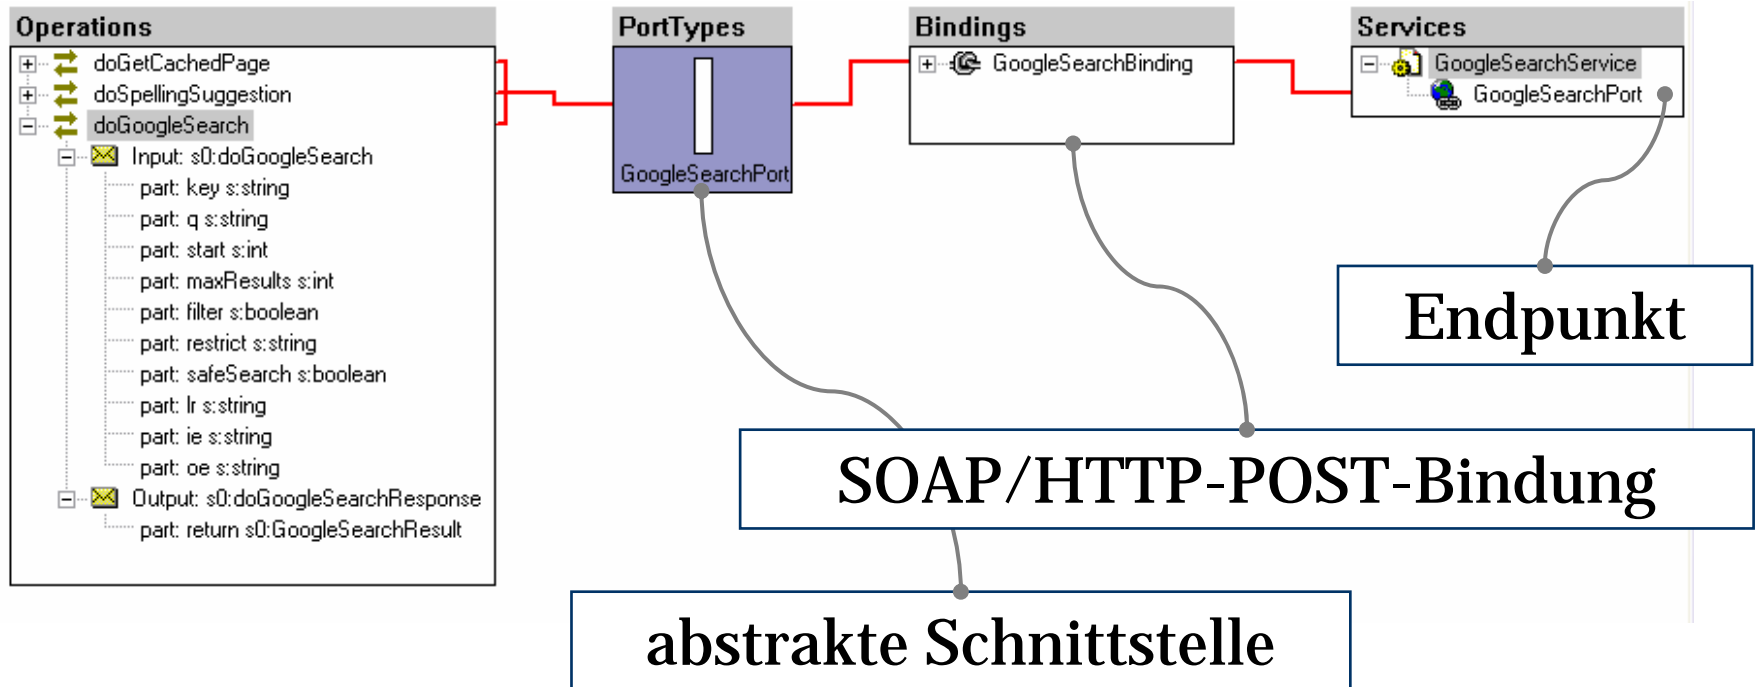 Operations
doGetCachedPage
doSpellingSuggestion
doGoogleSearch
Input: s0:doGoogleSearch
part: key s:string
part: q s:string
part: start s:int
part: maxResults s:int
part: filter s:boolean
part: restrict s:string
part: safeSearch s:boolean
part: lr s:string
part: ie s:string
part: oe s:string
Output: s0:doGoogleSearchResponse
part: return s0:GoogleSearchResult
PortTypes
GoogleSearchPort
Bindings
GoogleSearchBinding
Services
GoogleSearchService
GoogleSearchPort
Endpunkt
SOAP/HTTP-POST-Bindung
abstrakte Schnittstelle